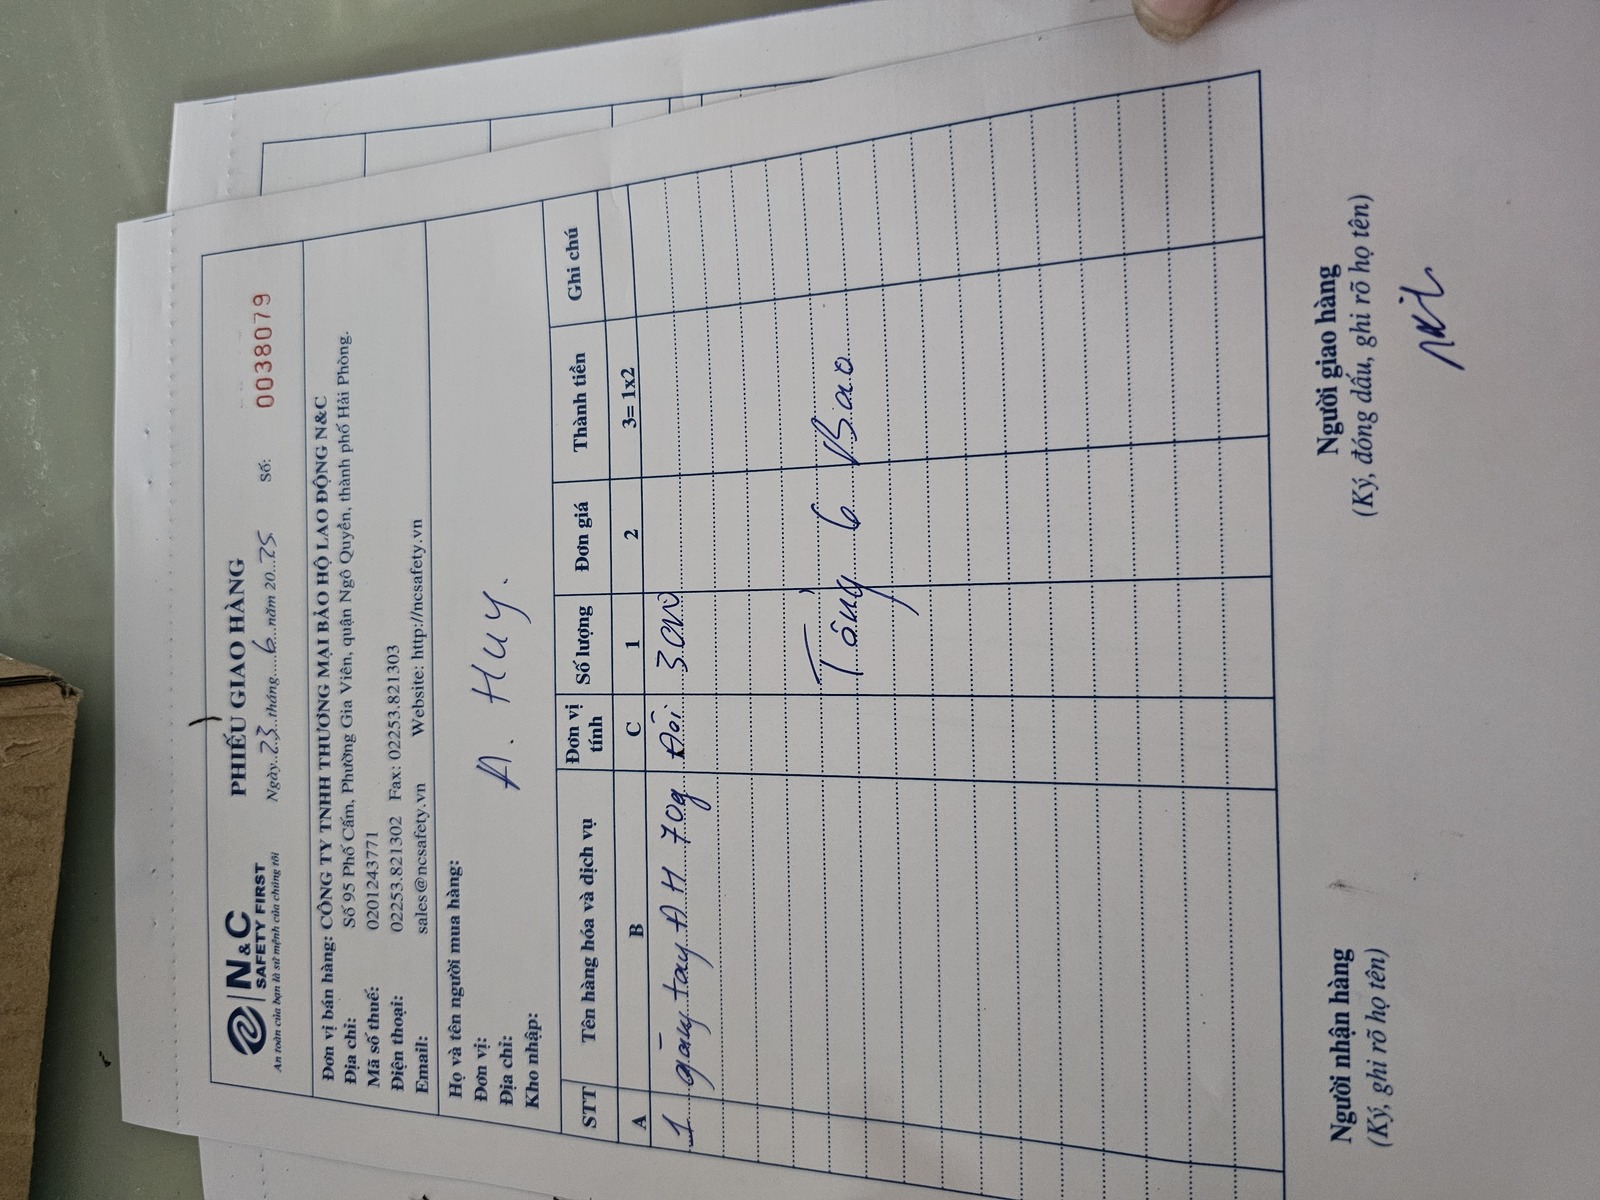 N&C
SAFETY FIRST
An toàn của bạn là sứ mệnh của chúng tôi
PHIẾU GIAO HÀNG
Ngày 23 tháng 6 năm 2025 Số: 0038079
Đơn vị bán hàng: CÔNG TY TNHH THƯƠNG MẠI BẢO HỘ LAO ĐỘNG N&C
Địa chỉ: Số 95 Phố Cấm, Phường Gia Viên, quận Ngô Quyền, thành phố Hải Phòng.
Mã số thuế: 0201243771
Điện thoại: 02253.821302 Fax: 02253.821303
Email: sales@ncsafety.vn Website: http://ncsafety.vn
Họ và tên người mua hàng:
Đơn vị: A. Huy.
Địa chỉ:
Kho nhập:
STT Tên hàng hóa và dịch vụ Đơn vị tính Số lượng Đơn giá Thành tiền Ghi chú
A B C 1 2 3= 1x2
1 găng tay AH 70g Đôi 3000
Tổng 6 Bao
Người nhận hàng Người giao hàng
(Ký, ghi rõ họ tên) (Ký, đóng dấu, ghi rõ họ tên)